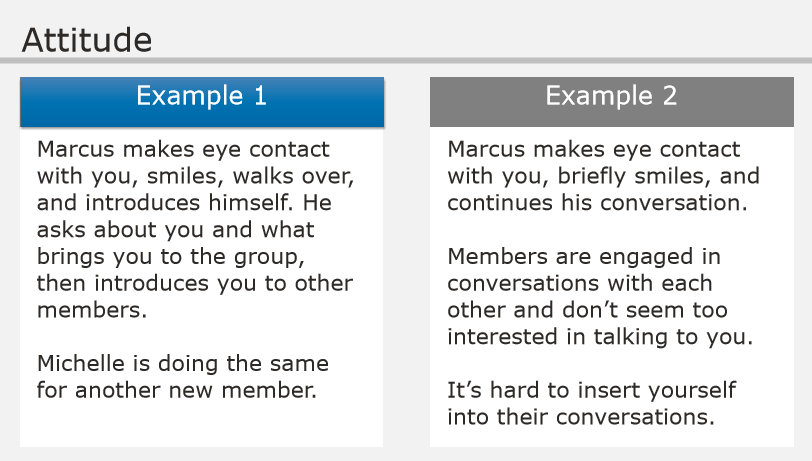 Attitude
Example 1
Marcus makes eye contact
with you, smiles, walks over,
and introduces himself. He
asks about you and what
brings you to the group,
then introduces you to other
members.
Michelle is doing the same
for another new member.
Example 2
Marcus makes eye contact
with you, briefly smiles, and
continues his conversation.
Members are engaged in
conversations with each
other and don’t seem too
interested in talking to you.
It’s hard to insert yourself
into their conversations.